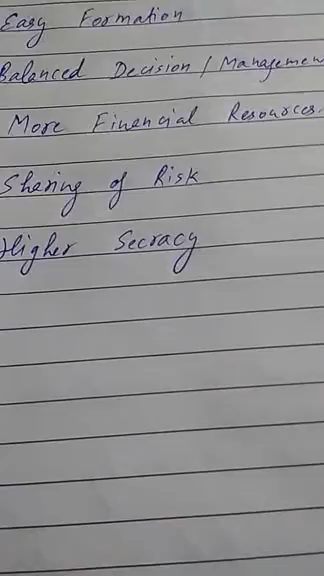 Easy Formation
Balanced Decision / Managemen
More Financial Resources.
Sharing of Risk
Higher Secracy